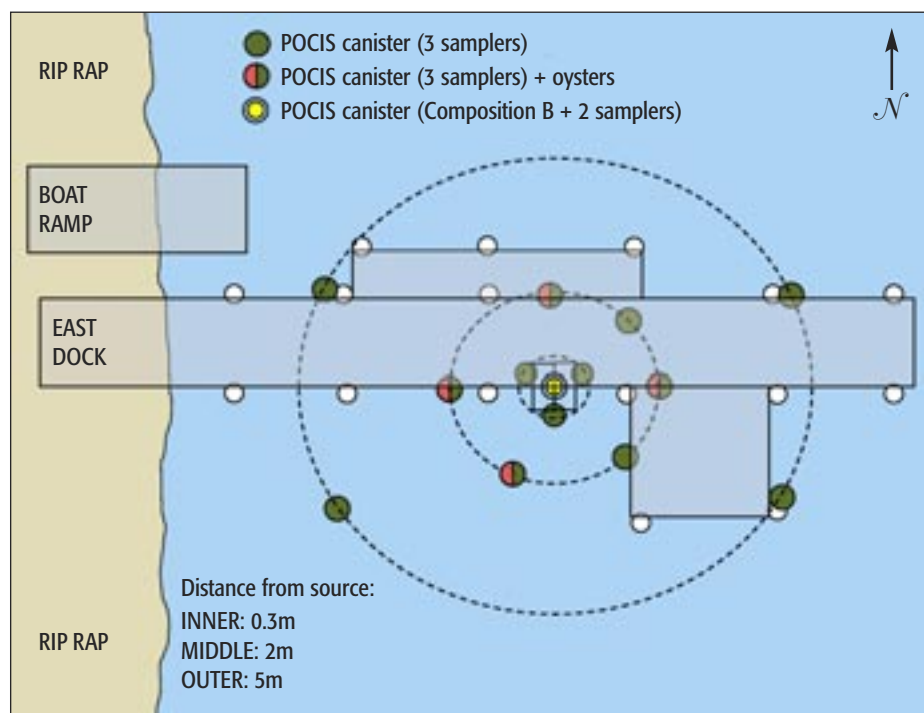 RIP RAP
POCIS canister (3 samplers)
POCIS canister (3 samplers) + oysters
POCIS canister (Composition B + 2 samplers)
N
BOAT
RAMP
EAST
DOCK
Distance from source:
INNER: 0.3m
MIDDLE: 2m
OUTER: 5m
RIP RAP